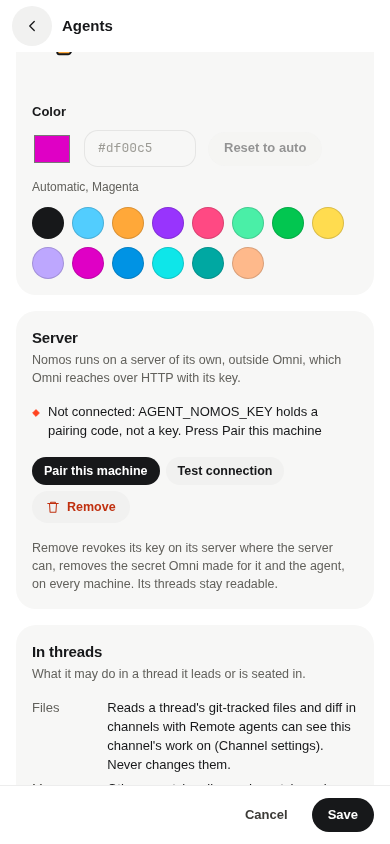 Agents
Color
#df00c5
Reset to auto
Automatic, Magenta
Server
Nomos runs on a server of its own, outside Omni, which
Omni reaches over HTTP with its key.
Not connected: AGENT_NOMOS_KEY holds a
pairing code, not a key. Press Pair this machine
Pair this machine
Test connection
Remove
Remove revokes its key on its server where the server
can, removes the secret Omni made for it and the agent,
on every machine. Its threads stay readable.
In threads
What it may do in a thread it leads or is seated in.
Files
Reads a thread's git-tracked files and diff in
channels with Remote agents can see this
channel's work on (Channel settings).
Never changes them.
Cancel
Save